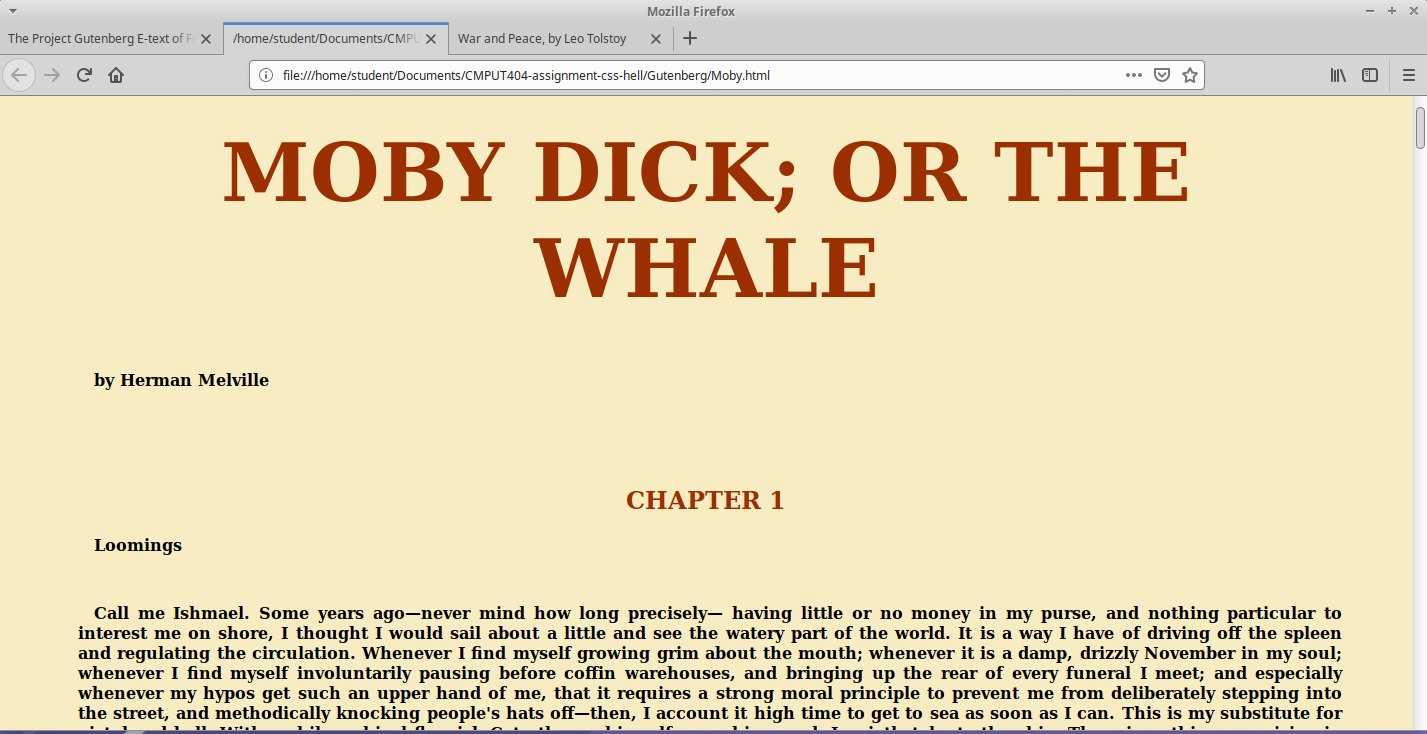 Mozilla Firefox
The Project Gutenberg E-text of F
/home/student/Documents/CMPU
War and Peace, by Leo Tolstoy
file:///home/student/Documents/CMPUT404-assignment-css-hell/Gutenberg/Moby.html
MOBY DICK; OR THE
WHALE
by Herman Melville
CHAPTER 1
Loomings
Call me Ishmael. Some years ago—never mind how long precisely— having little or no money in my purse, and nothing particular to
interest me on shore, I thought I would sail about a little and see the watery part of the world. It is a way I have of driving off the spleen
and regulating the circulation. Whenever I find myself growing grim about the mouth; whenever it is a damp, drizzly November in my soul;
whenever I find myself involuntarily pausing before coffin warehouses, and bringing up the rear of every funeral I meet; and especially
whenever my hypos get such an upper hand of me, that it requires a strong moral principle to prevent me from deliberately stepping into
the street, and methodically knocking people's hats off—then, I account it high time to get to sea as soon as I can. This is my substitute for